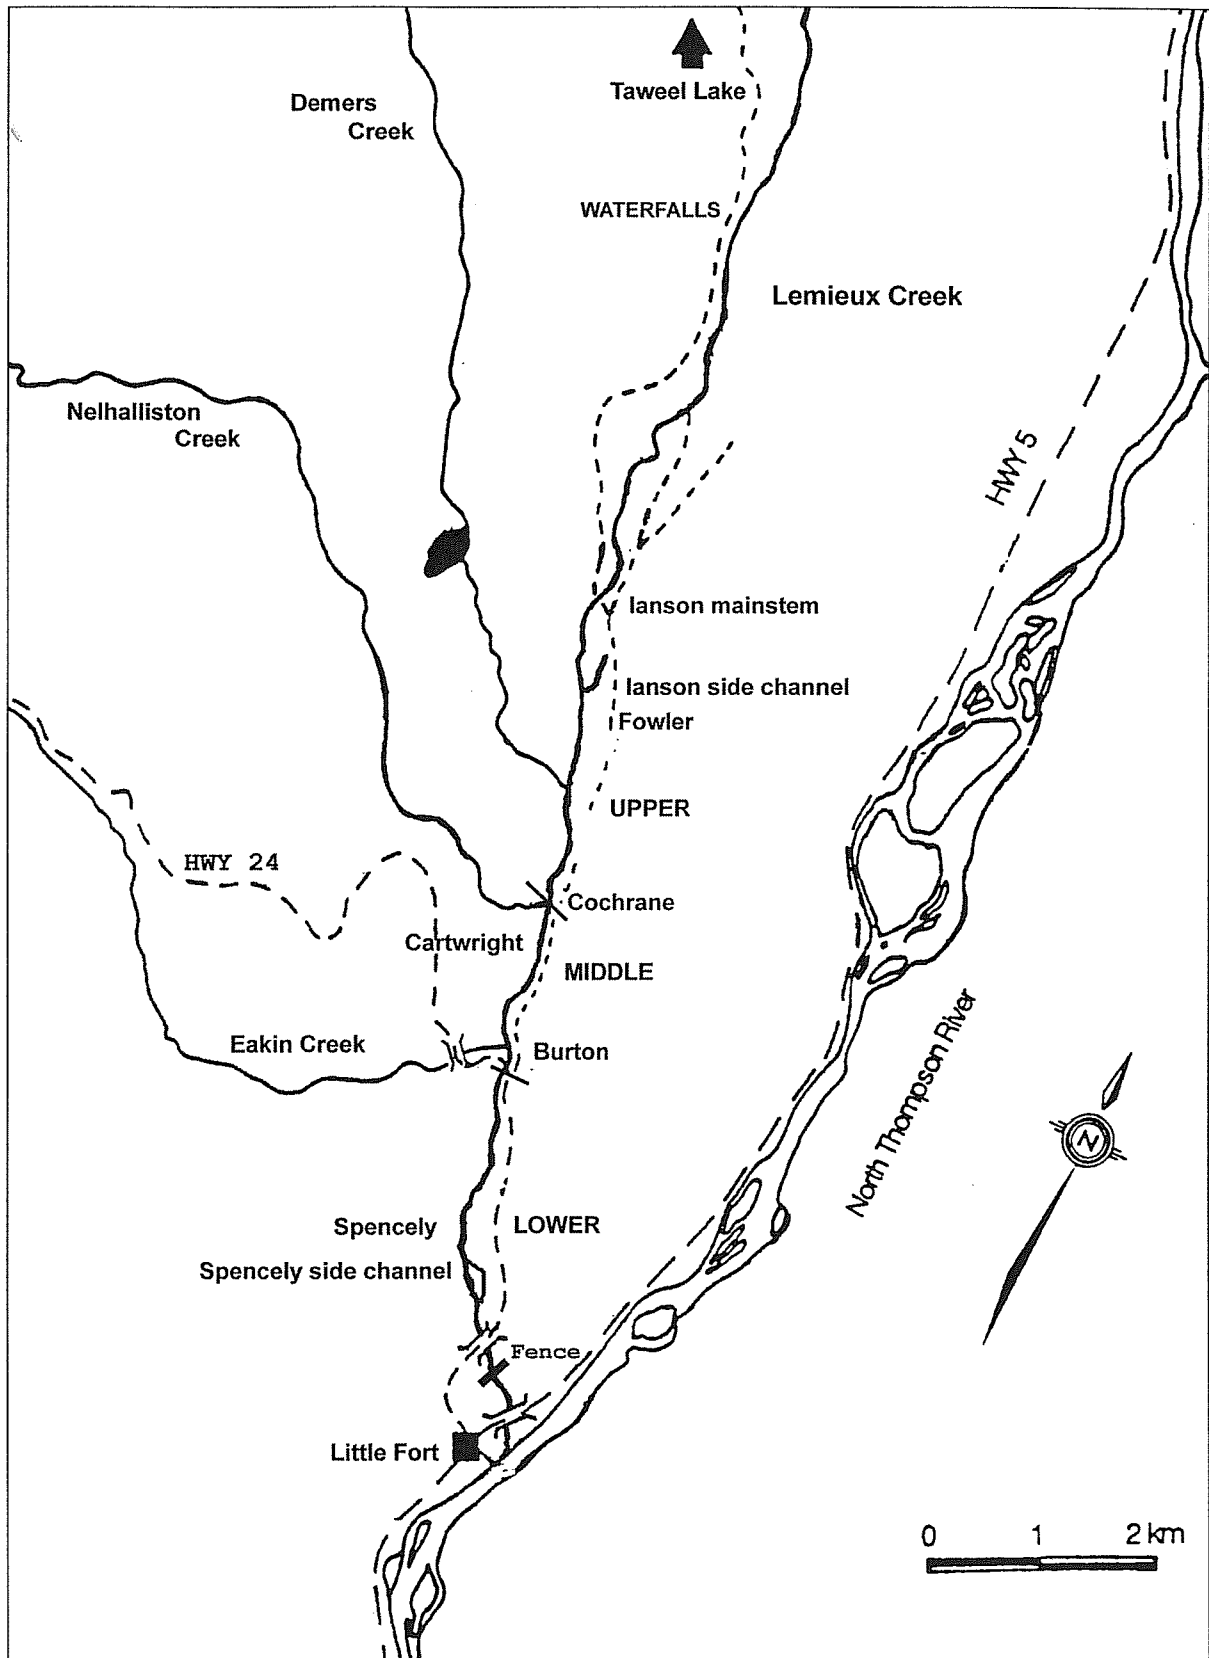 Taweel Lake
Demers
Creek
WATERFALLS
Lemieux Creek
Nelhalliston
Creek
HWY 5
Ianson mainstem
Ianson side channel
Fowler
UPPER
HWY 24
Cochrane
Cartwright
MIDDLE
Eakin Creek
Burton
North Thompson River
N
Spencely
LOWER
Spencely side channel
Fence
Little Fort
0 1 2 km